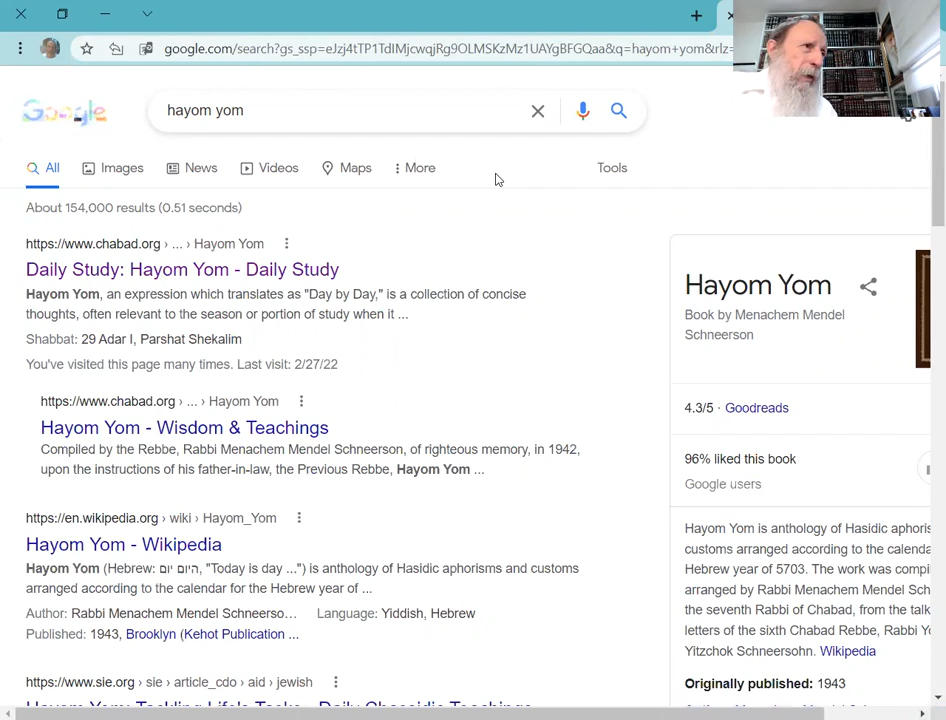 google.com/search?gs_ssp=eJzj4tTP1TdIMjcwqjRg9OLMSKzMz1UAYgBFGQaa&q=hayom+yom&rlz=
Google
hayom yom
All Images News Videos Maps More Tools
About 154,000 results (0.51 seconds)
https://www.chabad.org › ... › Hayom Yom
Daily Study: Hayom Yom - Daily Study
Hayom Yom, an expression which translates as "Day by Day," is a collection of concise
thoughts, often relevant to the season or portion of study when it ...
Shabbat: 29 Adar I, Parshat Shekalim
You've visited this page many times. Last visit: 2/27/22
https://www.chabad.org › ... › Hayom Yom
Hayom Yom - Wisdom & Teachings
Compiled by the Rebbe, Rabbi Menachem Mendel Schneerson, of righteous memory, in 1942,
upon the instructions of his father-in-law, the Previous Rebbe, Hayom Yom ...
https://en.wikipedia.org › wiki › Hayom_Yom
Hayom Yom - Wikipedia
Hayom Yom (Hebrew: היום יום, "Today is day ...") is anthology of Hasidic aphorisms and customs
arranged according to the calendar for the Hebrew year of ...
Author: Rabbi Menachem Mendel Schneerso... Language: Yiddish, Hebrew
Published: 1943, Brooklyn (Kehot Publication ...
https://www.sie.org › sie › article_cdo › aid › jewish
Hayom Yom: Tackling Life's Tasks - Daily Chassidic Teachings
Hayom Yom
Book by Menachem Mendel
Schneerson
4.3/5 · Goodreads
96% liked this book
Google users
Hayom Yom is anthology of Hasidic aphoris
customs arranged according to the calenda
Hebrew year of 5703. The work was compi
arranged by Rabbi Menachem Mendel Sch
the seventh Rabbi of Chabad, from the talk
letters of the sixth Chabad Rebbe, Rabbi Yo
Yitzchok Schneersohn. Wikipedia
Originally published: 1943